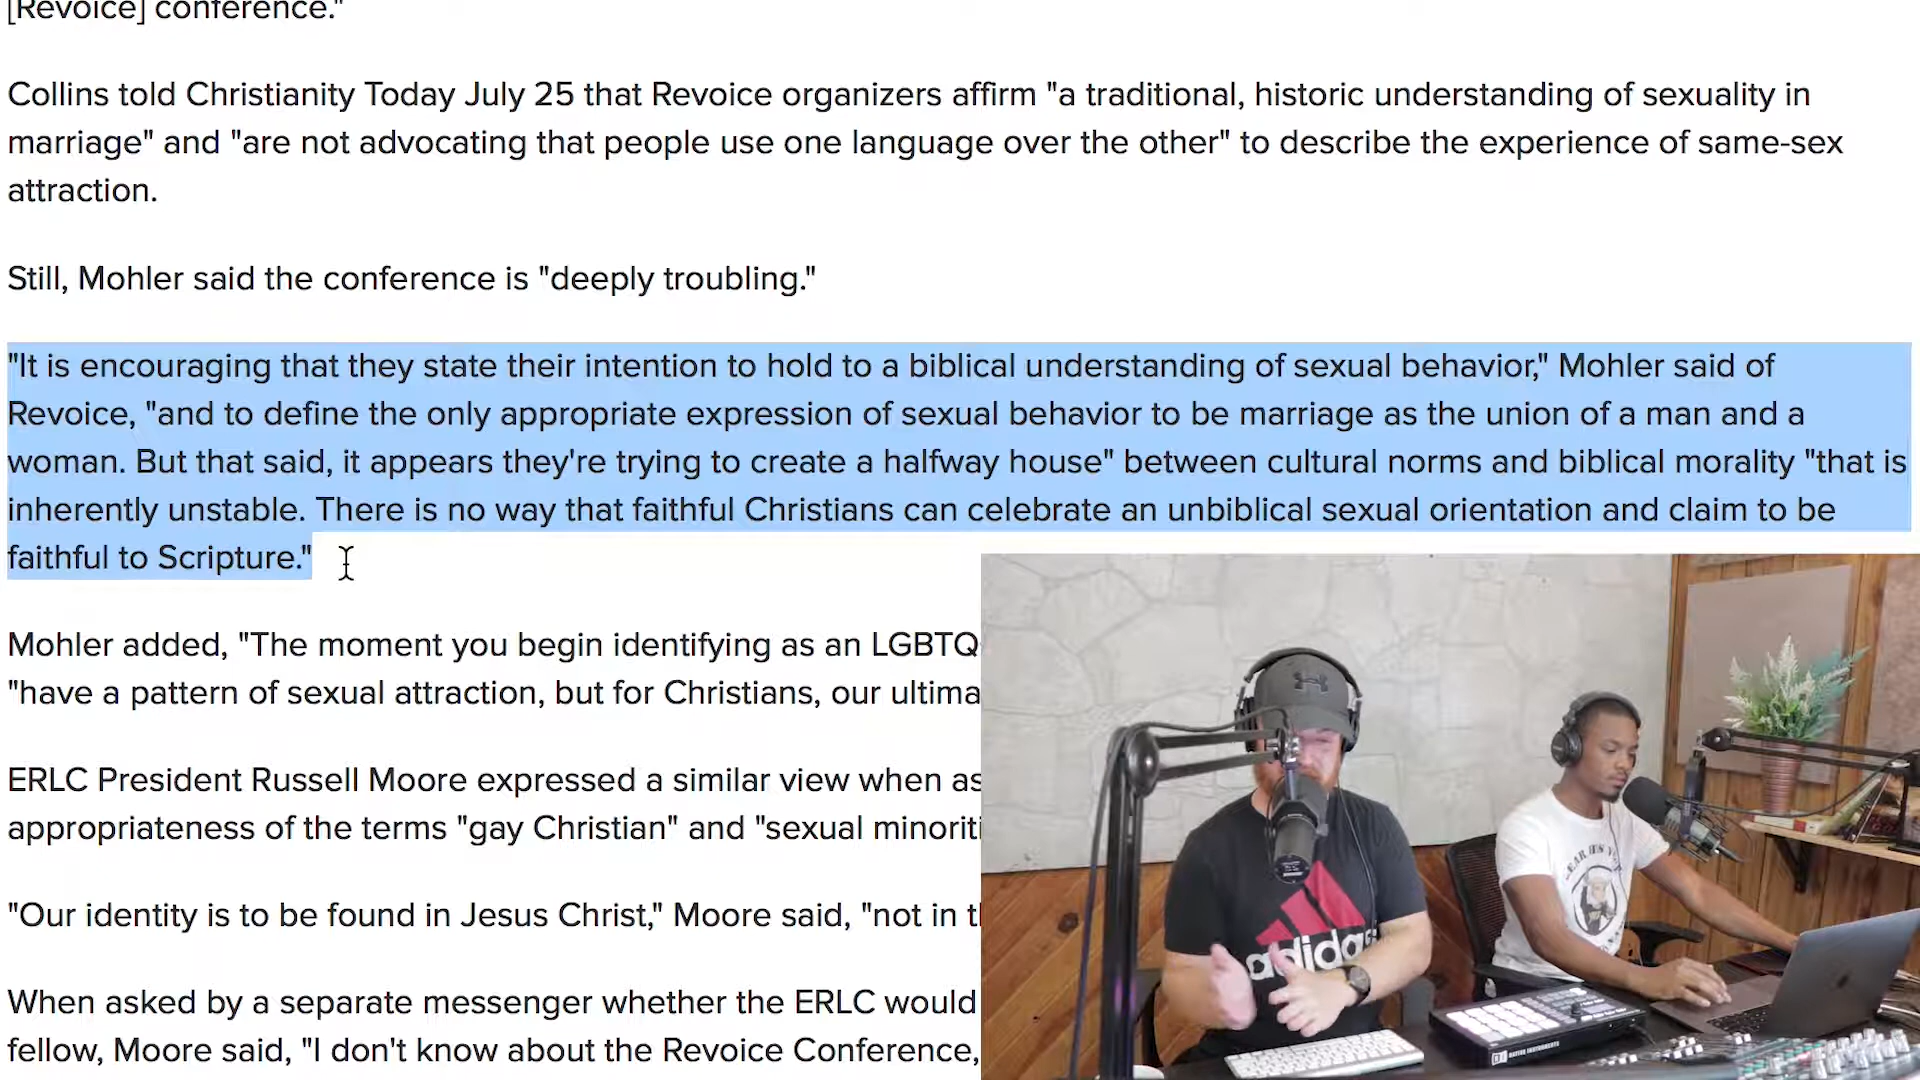 [Revoice] conference."
Collins told Christianity Today July 25 that Revoice organizers affirm "a traditional, historic understanding of sexuality in
marriage" and "are not advocating that people use one language over the other" to describe the experience of same-sex
attraction.
Still, Mohler said the conference is "deeply troubling."
"It is encouraging that they state their intention to hold to a biblical understanding of sexual behavior," Mohler said of
Revoice, "and to define the only appropriate expression of sexual behavior to be marriage as the union of a man and a
woman. But that said, it appears they're trying to create a halfway house" between cultural norms and biblical morality "that is
inherently unstable. There is no way that faithful Christians can celebrate an unbiblical sexual orientation and claim to be
faithful to Scripture."
Mohler added, "The moment you begin identifying as an LGBTQ
"have a pattern of sexual attraction, but for Christians, our
ERLC President Russell Moore expressed a similar view when
appropriateness of the terms "gay Christian" and "sexual
"Our identity is to be found in Jesus Christ," Moore said, "not in
When asked by a separate messenger whether the ERLC would
fellow, Moore said, "I don't know about the Revoice Conference,
adidas